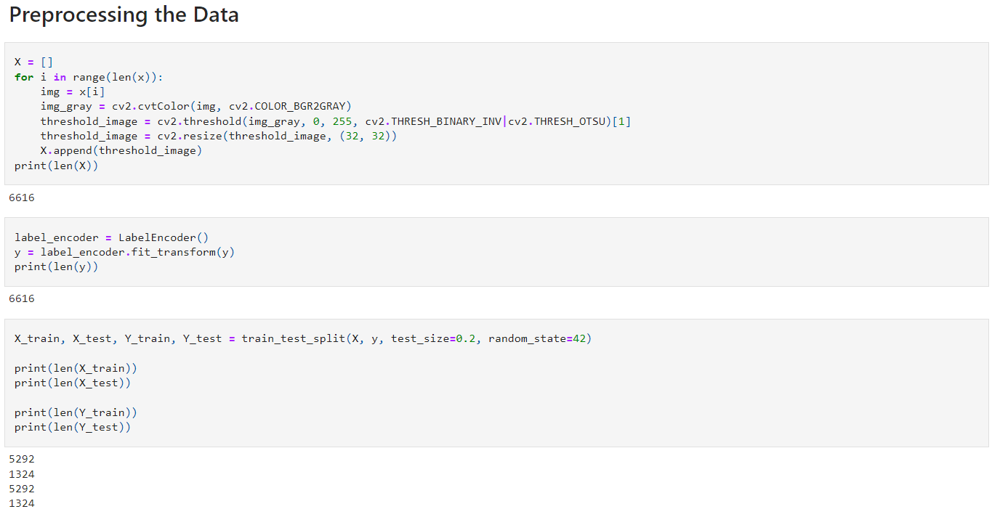 Preprocessing the Data
X = []
for i in range(len(x)):
    img = x[i]
    img_gray = cv2.cvtColor(img, cv2.COLOR_BGR2GRAY)
    threshold_image = cv2.threshold(img_gray, 0, 255, cv2.THRESH_BINARY_INV|cv2.THRESH_OTSU)[1]
    threshold_image = cv2.resize(threshold_image, (32, 32))
    X.append(threshold_image)
print(len(X))
6616
label_encoder = LabelEncoder()
y = label_encoder.fit_transform(y)
print(len(y))
6616
X_train, X_test, Y_train, Y_test = train_test_split(X, y, test_size=0.2, random_state=42)
print(len(X_train))
print(len(X_test))
print(len(Y_train))
print(len(Y_test))
5292
1324
5292
1324